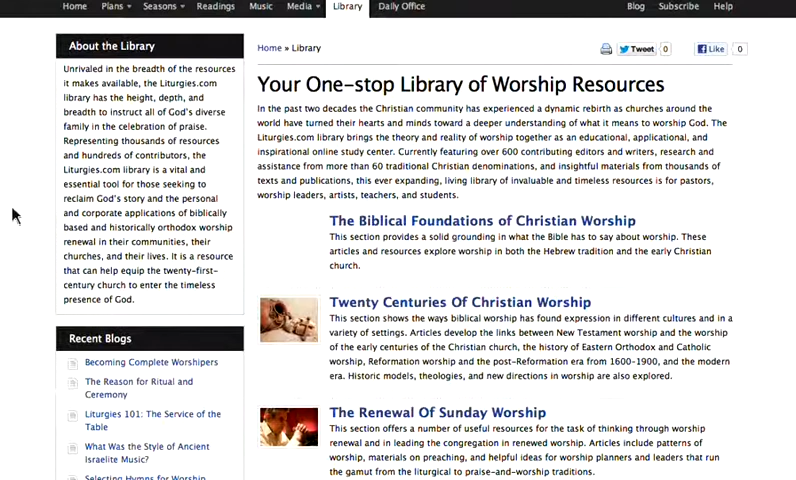 Home Plans Seasons Readings Music Media Library Daily Office Blog Subscribe Help
About the Library
Unrivaled in the breadth of the resources
it makes available, the Liturgies.com
library has the height, depth, and
breadth to instruct all of God's diverse
family in the celebration of praise.
Representing thousands of resources
and hundreds of contributors, the
Liturgies.com library is a vital and
essential tool for those seeking to
reclaim God's story and the personal
and corporate applications of biblically
based and historically orthodox worship
renewal in their communities, their
churches, and their lives. It is a resource
that can help equip the twenty-first-
century church to enter the timeless
presence of God.
Recent Blogs
Becoming Complete Worshipers
The Reason for Ritual and
Ceremony
Liturgies 101: The Service of the
Table
What Was the Style of Ancient
Israelite Music?
Selecting Hymns for Worship
Home » Library
Tweet 0 Like 0
Your One-stop Library of Worship Resources
In the past two decades the Christian community has experienced a dynamic rebirth as churches around the
world have turned their hearts and minds toward a deeper understanding of what it means to worship God. The
Liturgies.com library brings the theory and reality of worship together as an educational, applicational, and
inspirational online study center. Currently featuring over 600 contributing editors and writers, research and
assistance from more than 60 traditional Christian denominations, and insightful materials from thousands of
texts and publications, this ever expanding, living library of invaluable and timeless resources is for pastors,
worship leaders, artists, teachers, and students.
The Biblical Foundations of Christian Worship
This section provides a solid grounding in what the Bible has to say about worship. These
articles and resources explore worship in both the Hebrew tradition and the early Christian
church.
Twenty Centuries Of Christian Worship
This section shows the ways biblical worship has found expression in different cultures and in a
variety of settings. Articles develop the links between New Testament worship and the worship
of the early centuries of the Christian church, the history of Eastern Orthodox and Catholic
worship, Reformation worship and the post-Reformation era from 1600-1900, and the modern
era. Historic models, theologies, and new directions in worship are also explored.
The Renewal Of Sunday Worship
This section offers a number of useful resources for the task of thinking through worship
renewal and in leading the congregation in renewed worship. Articles include patterns of
worship, materials on preaching, and helpful ideas for worship planners and leaders that run
the gamut from the liturgical to praise-and-worship traditions.